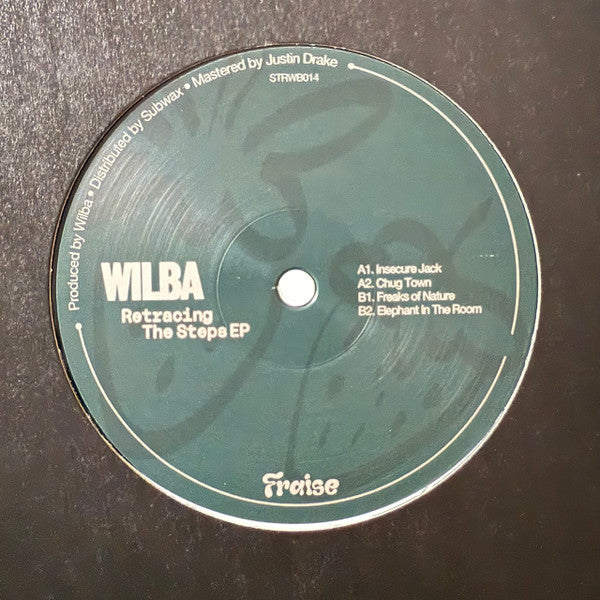 Produced by Wilba • Distributed by Subwax • Mastered by Justin Drake
STRWB014
WILBA
Retracing
The Steps EP
A1. Insecure Jack
A2. Chug Town
B1. Freaks of Nature
B2. Elephant In The Room
Fraise